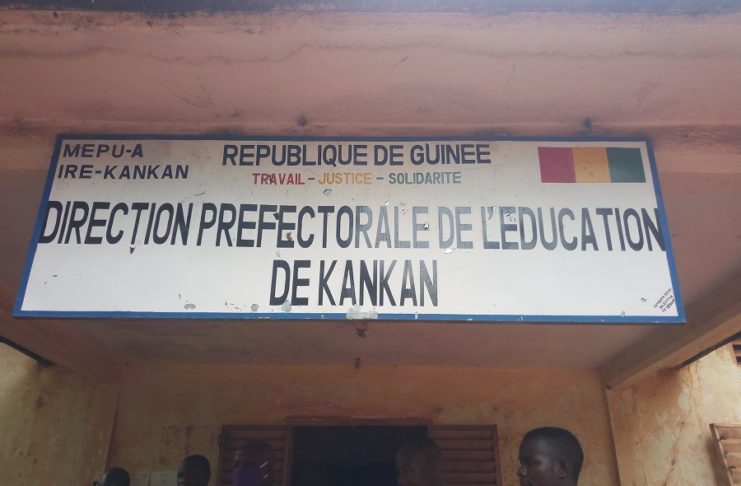 MEPU-A
IRE-KANKAN
REPUBLIQUE DE GUINEE
TRAVAIL - JUSTICE - SOLIDARITE
DIRECTION PREFECTORALE DE L'EDUCATION
DE KANKAN